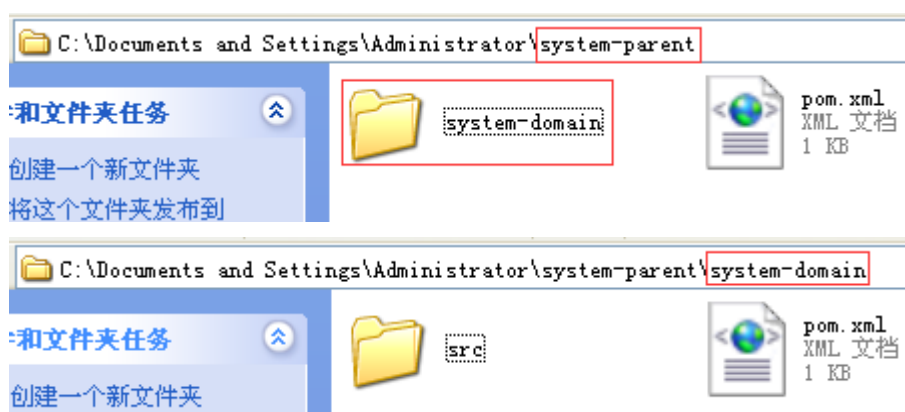 C:\Documents and Settings\Administrator\system-parent
和文件夹任务
system-domain
pom.xml
XML 文档
1 KB
创建一个新文件夹
将这个文件夹发布到
C:\Documents and Settings\Administrator\system-parent\system-domain
和文件夹任务
src
pom.xml
XML 文档
1 KB
创建一个新文件夹